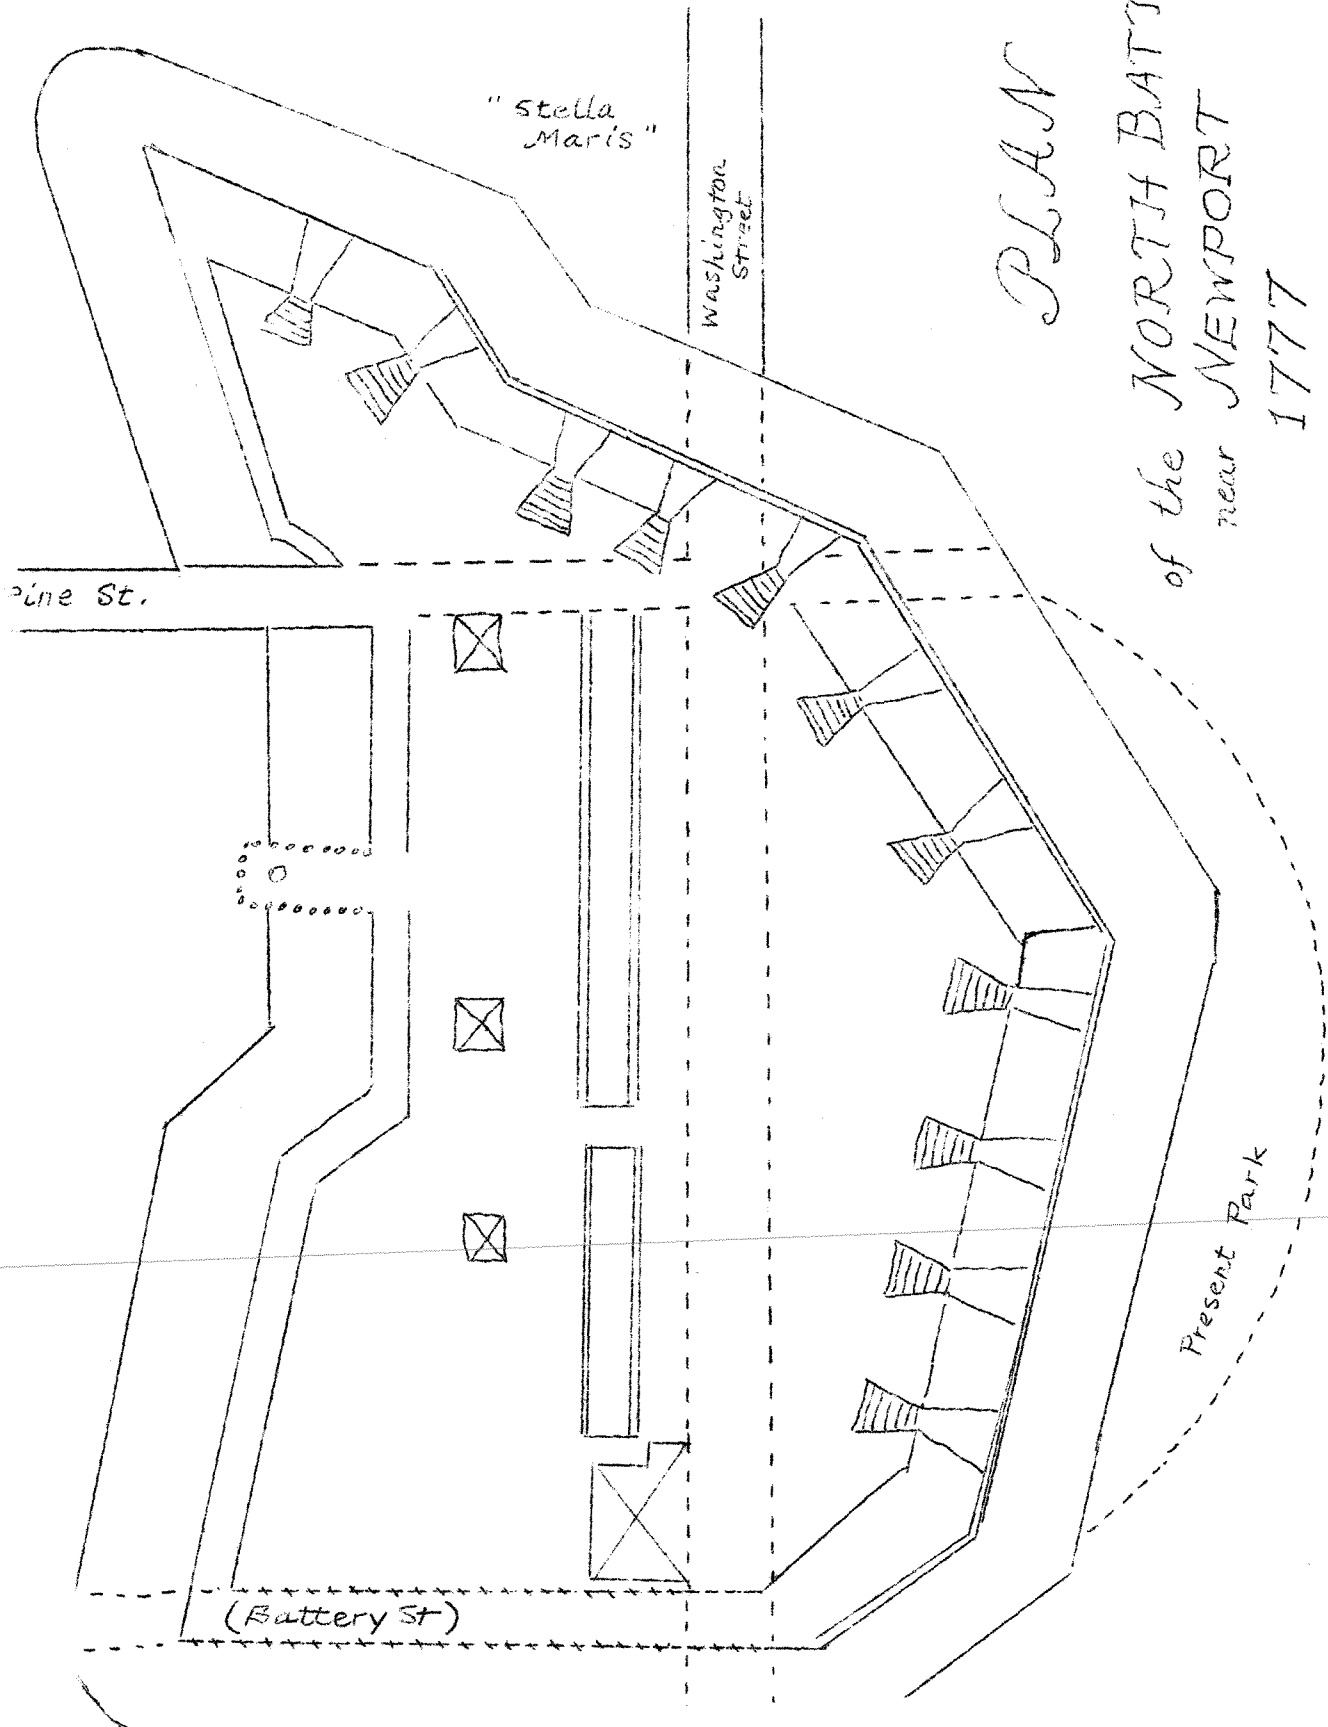 PLAN
of the NORTH BATT
near NEWPORT
1777
"Stella
Maris"
Washington
Street
Pine St.
Present Park
(Battery St)